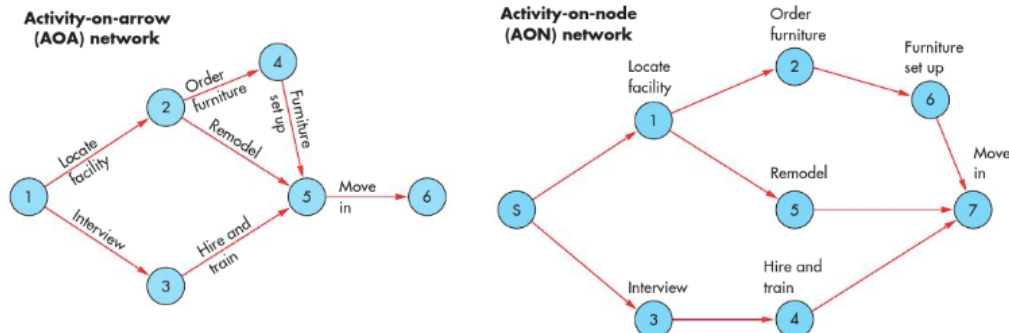 Activity-on-arrow
(AOA) network
4
Order
furniture
2
Furniture
set up
Locate
facility
Remodel
1
5
Move
in
6
Interview
Hire and
train
3
Activity-on-node
(AON) network
Order
furniture
2
Furniture
set up
Locate
facility
6
1
Move
in
Remodel
S
5
7
Hire and
train
Interview
3
4